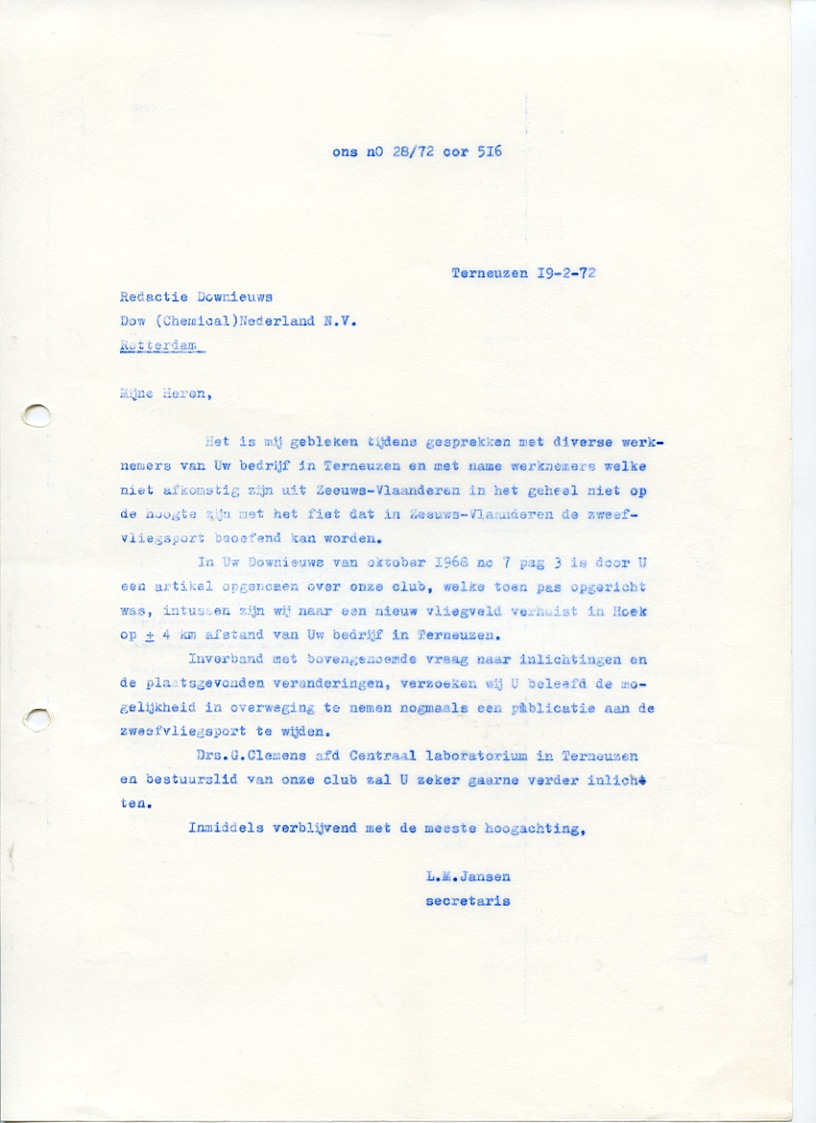 ons nO 28/72 cor 5I6
Terneuzen I9-2-72
Redactie Downieuws
Dow (Chemical)Nederland N.V.
Rotterdam
Mijne Heren,
Het is mij gebleken tijdens gesprekken met diverse werk-
nemers van Uw bedrijf in Terneuzen en met name werknemers welke
niet afkomstig zijn uit Zeeuws-Vlaanderen in het geheel niet op
de hoogte zijn met het fiet dat in Zeeuws-Vlaanderen de zweef-
vliegsport beoefend kan worden.
In Uw Downieuws van oktober I968 no 7 pag 3 is door U
een artikel opgenomen over onze club, welke toen pas opgericht
was, intussen zijn wij naar een nieuw vliegveld verhuist in Hoek
op ± 4 km afstand van Uw bedrijf in Terneuzen.
Inverband met bovengenoemde vraag naar inlichtingen en
de plaatsgevonden veranderingen, verzoeken wij U beleefd de mo-
gelijkheid in overweging te nemen nogmaals een publicatie aan de
zweefvliegsport te wijden.
Drs.G.Clemens afd Centraal laboratorium in Terneuzen
en bestuurslid van onze club zal U zeker gaarne verder inlich-
ten.
Inmiddels verblijvend met de meeste hoogachting,
L.M.Jansen
secretaris